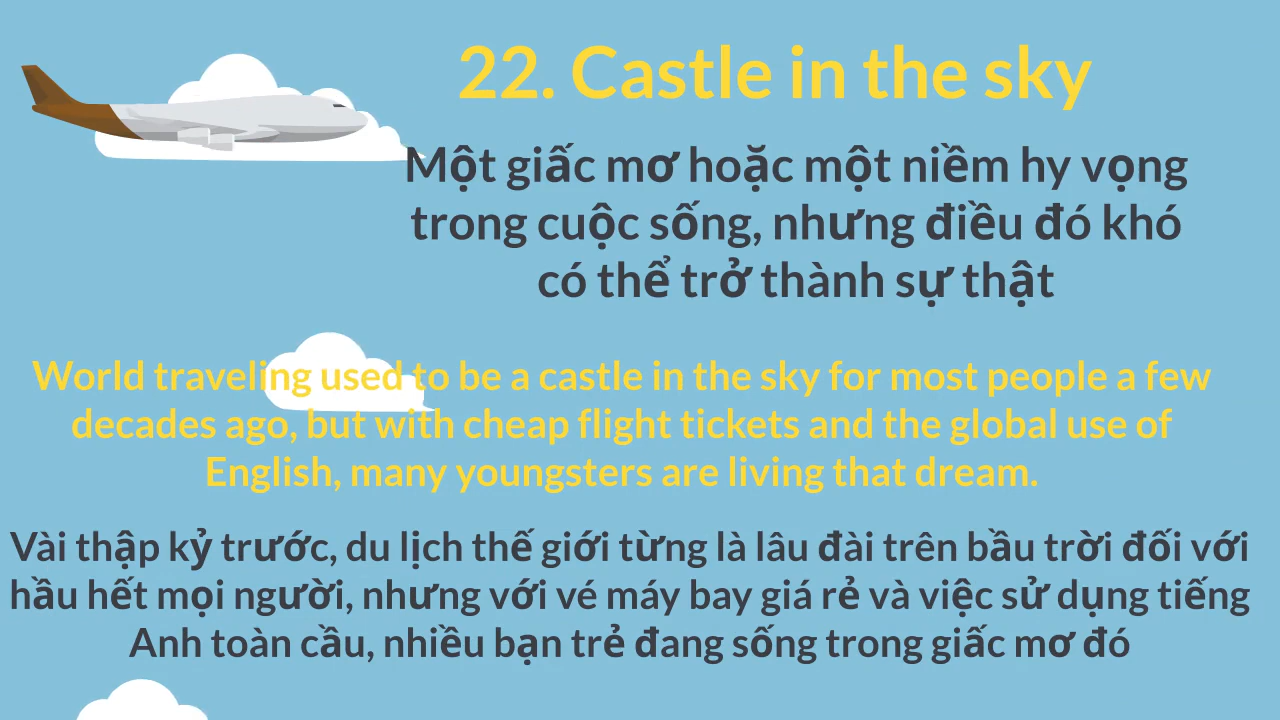 22. Castle in the sky
Một giấc mơ hoặc một niềm hy vọng
trong cuộc sống, nhưng điều đó khó
có thể trở thành sự thật
World traveling used to be a castle in the sky for most people a few
decades ago, but with cheap flight tickets and the global use of
English, many youngsters are living that dream.
Vài thập kỷ trước, du lịch thế giới từng là lâu đài trên bầu trời đối với
hầu hết mọi người, nhưng với vé máy bay giá rẻ và việc sử dụng tiếng
Anh toàn cầu, nhiều bạn trẻ đang sống trong giấc mơ đó